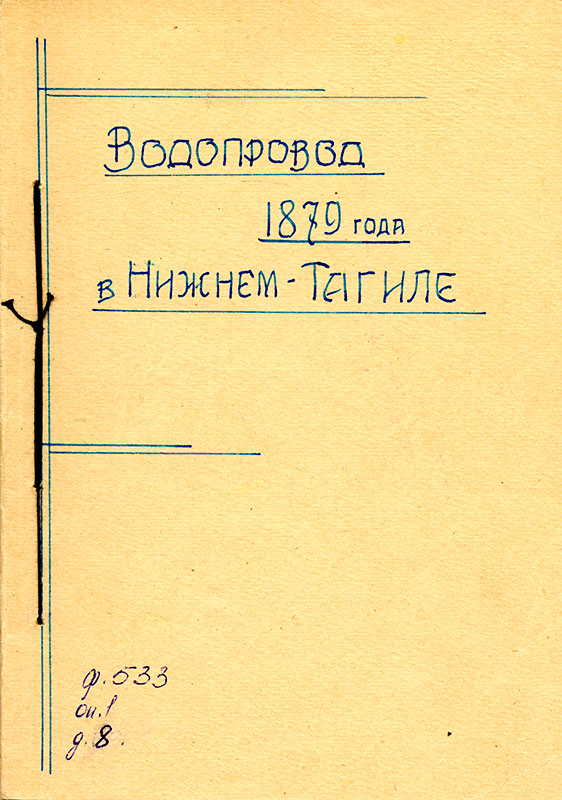 Водопровод
1879 года
в Нижнем-Тагиле
ф. 533
оп. 1
д. 8.